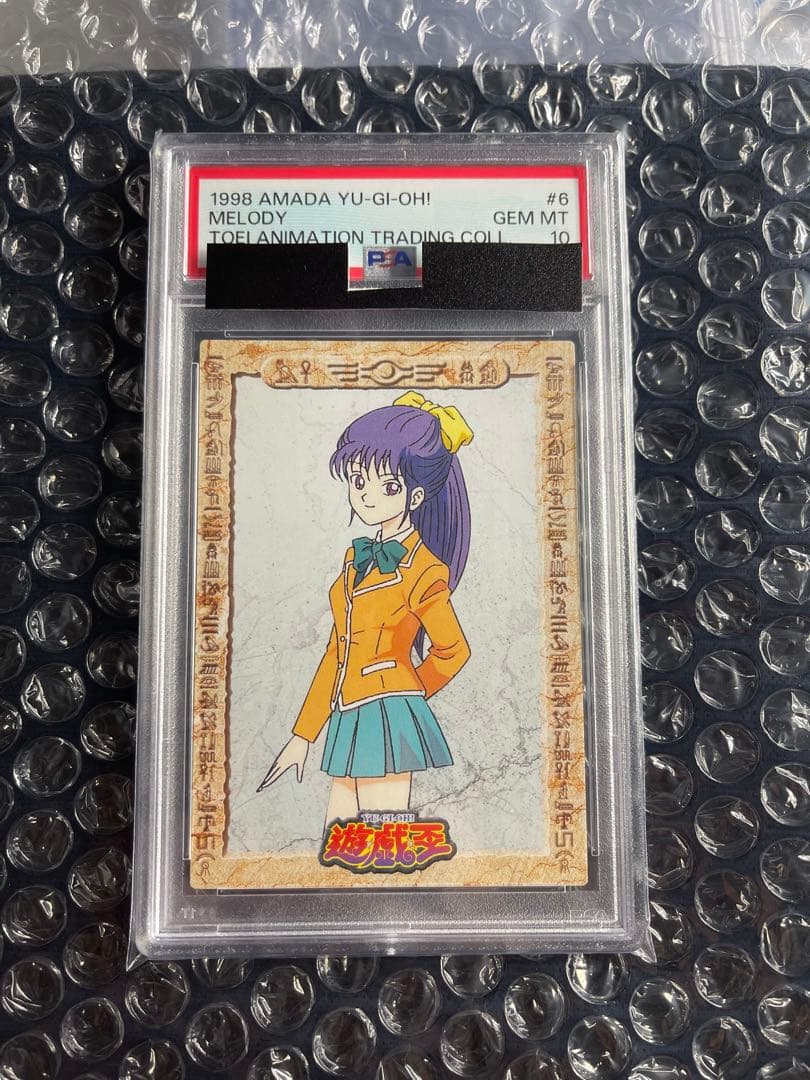 1998 AMADA YU-GI-OH! #6
MELODY GEM MT
TOEI ANIMATION TRADING COLL. 10
PSA
YU-GI-OH!
遊戯王